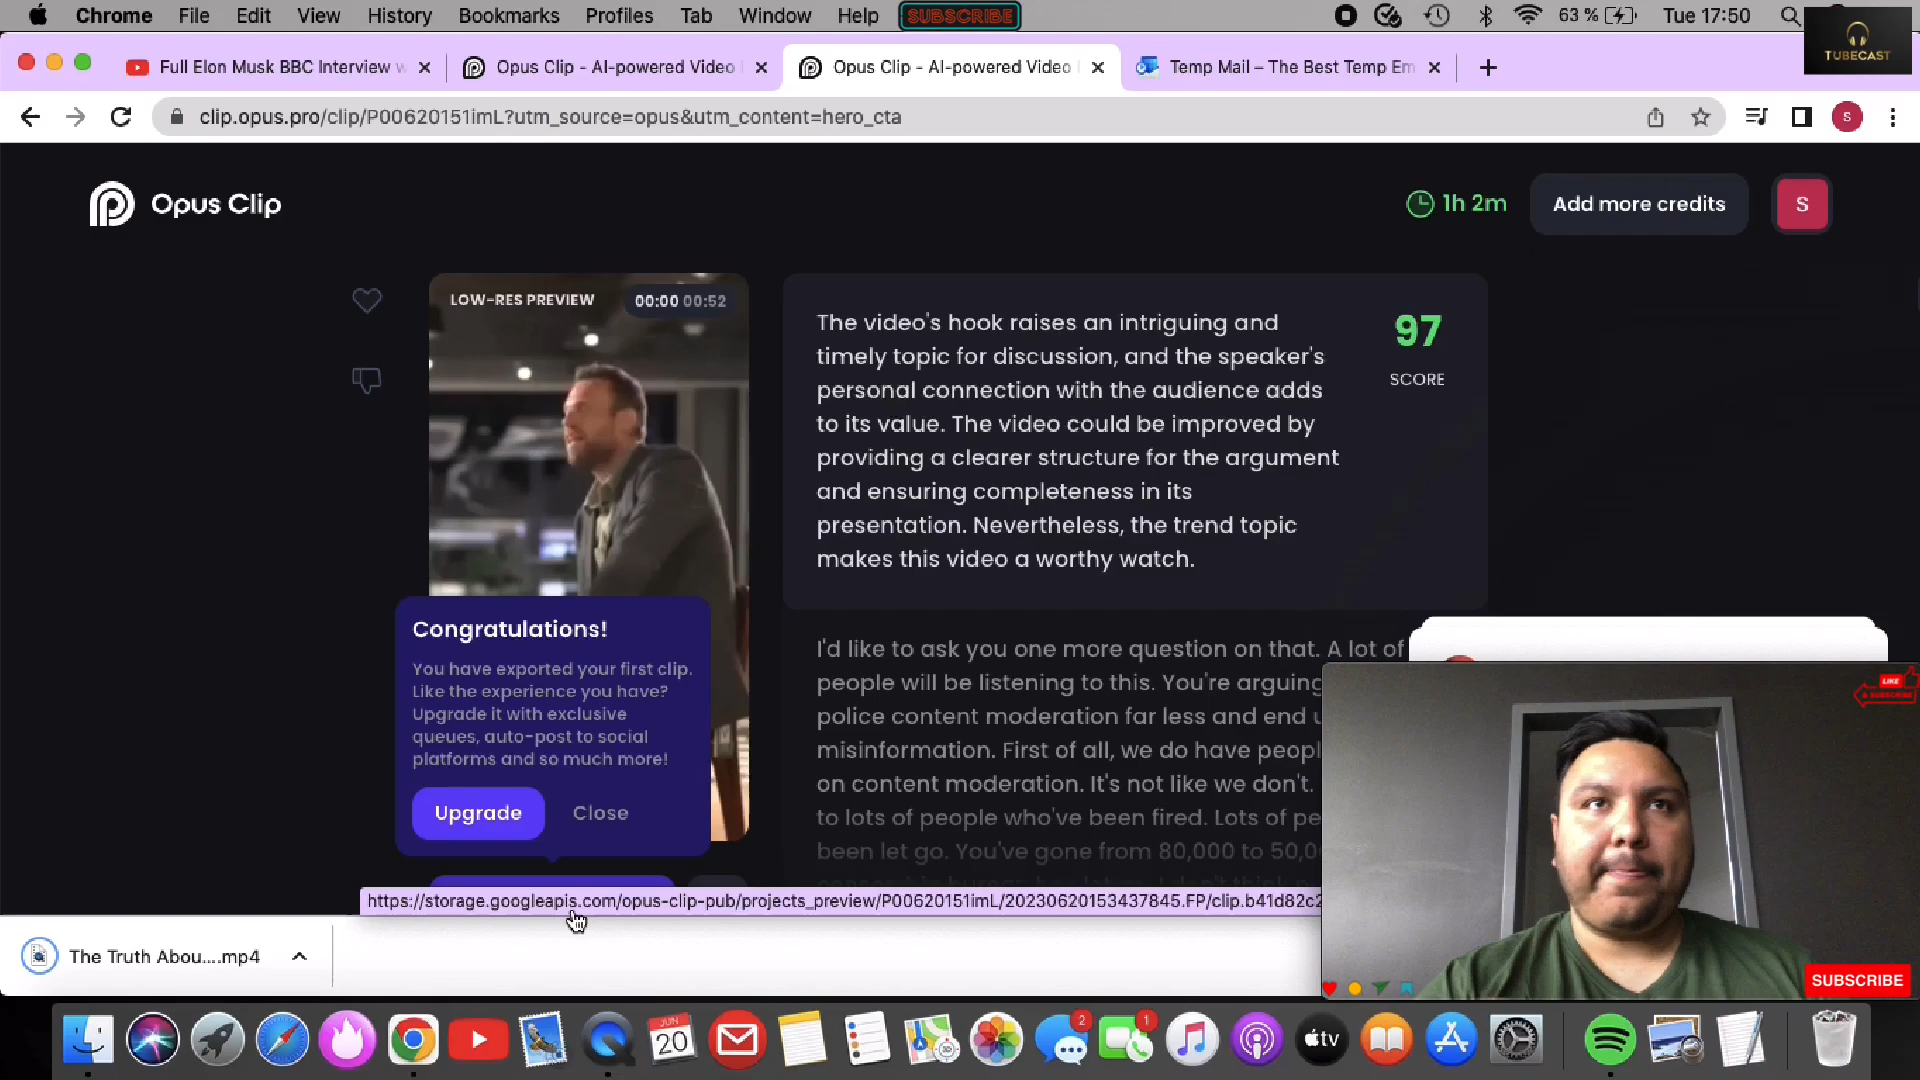 Chrome File Edit View History Bookmarks Profiles Tab Window Help SUBSCRIBE 63 % Tue 17:50
TUBECAST
Full Elon Musk BBC Interview w
Opus Clip - AI-powered Video
Opus Clip - AI-powered Video
Temp Mail – The Best Temp Em
clip.opus.pro/clip/P00620151imL?utm_source=opus&utm_content=hero_cta
S
Opus Clip
1h 2m
Add more credits
S
LOW-RES PREVIEW 00:00 00:52
The video's hook raises an intriguing and
timely topic for discussion, and the speaker's
personal connection with the audience adds
to its value. The video could be improved by
providing a clearer structure for the argument
and ensuring completeness in its
presentation. Nevertheless, the trend topic
makes this video a worthy watch.
97
SCORE
Congratulations!
You have exported your first clip.
Like the experience you have?
Upgrade it with exclusive
queues, auto-post to social
platforms and so much more!
Upgrade Close
I'd like to ask you one more question on that. A lot of
people will be listening to this. You're arguing
police content moderation far less and end u
misinformation. First of all, we do have peopl
on content moderation. It's not like we don't.
to lots of people who've been fired. Lots of pe
been let go. You've gone from 80,000 to 50,0
https://storage.googleapis.com/opus-clip-pub/projects_preview/P00620151imL/20230620153437845.FP/clip.b41d82c2
The Truth Abou....mp4
LIKE
SUBSCRIBE
JUN
20
2
1
tv